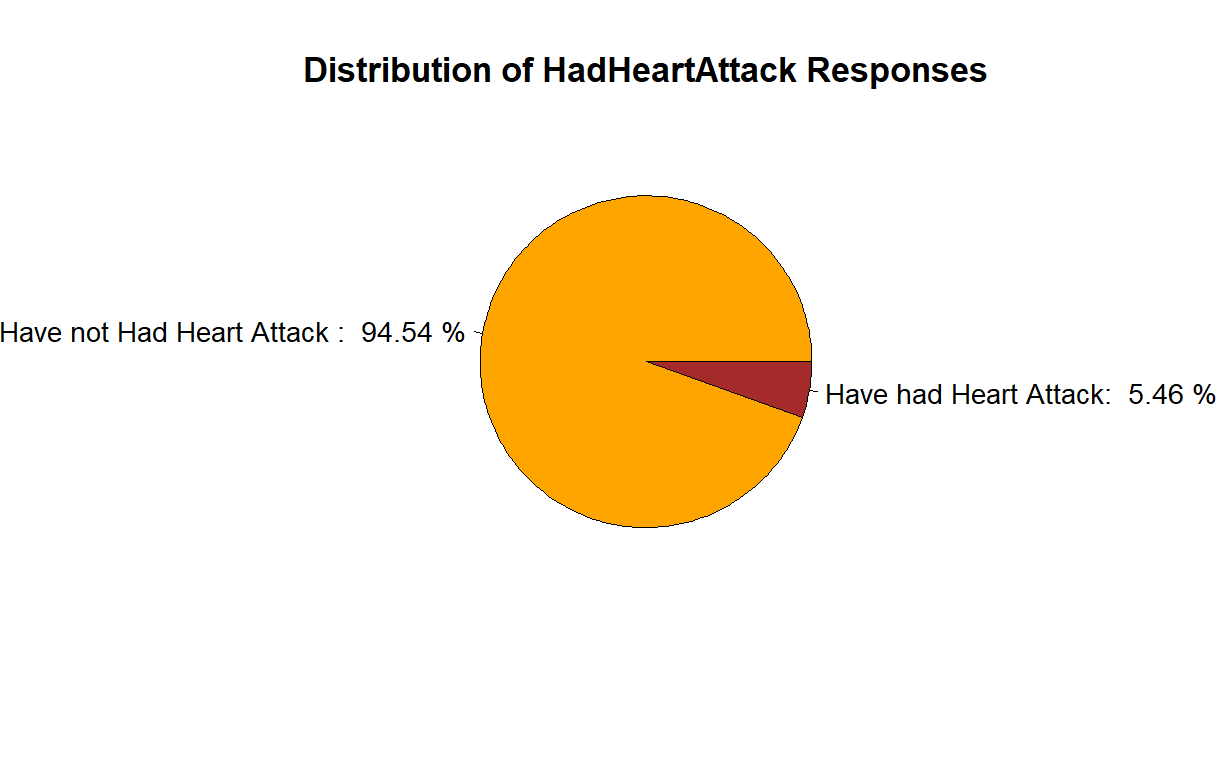 Distribution of HadHeartAttack Responses
Have not Had Heart Attack :  94.54 %
Have had Heart Attack:  5.46 %